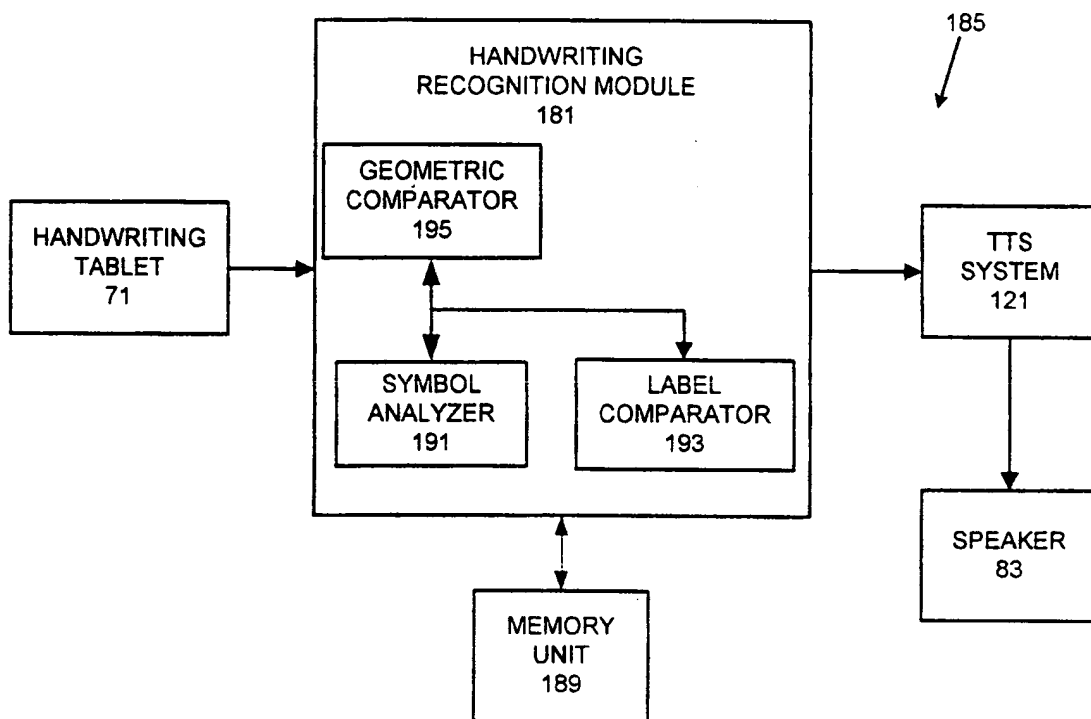 185
HANDWRITING
RECOGNITION MODULE
181
GEOMETRIC
COMPARATOR
195
HANDWRITING
TABLET
71
TTS
SYSTEM
121
SYMBOL
ANALYZER
191
LABEL
COMPARATOR
193
SPEAKER
83
MEMORY
UNIT
189